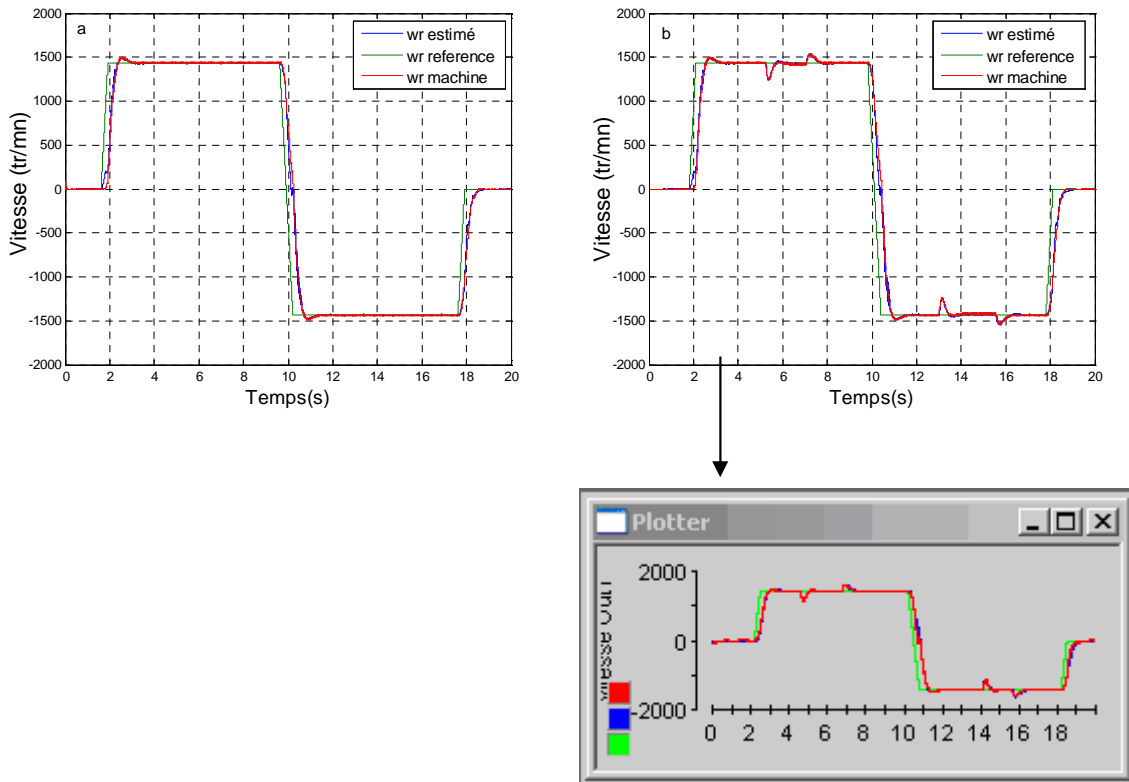 a
wr estimé
wr reference
wr machine
2000
1500
1000
500
0
-500
-1000
-1500
-2000
Vitesse (tr/mn)
0 2 4 6 8 10 12 14 16 18 20
Temps(s)
b
wr estimé
wr reference
wr machine
2000
1500
1000
500
0
-500
-1000
-1500
-2000
Vitesse (tr/mn)
0 2 4 6 8 10 12 14 16 18 20
Temps(s)
Plotter
2000
0
-2000
0 2 4 6 8 10 12 14 16 18